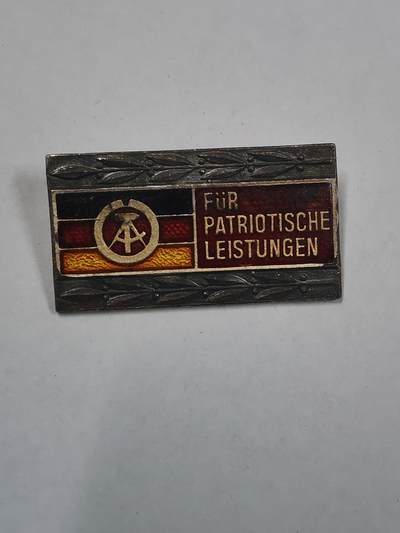 FüR
PATRIOTISCHE
LEISTUNGEN